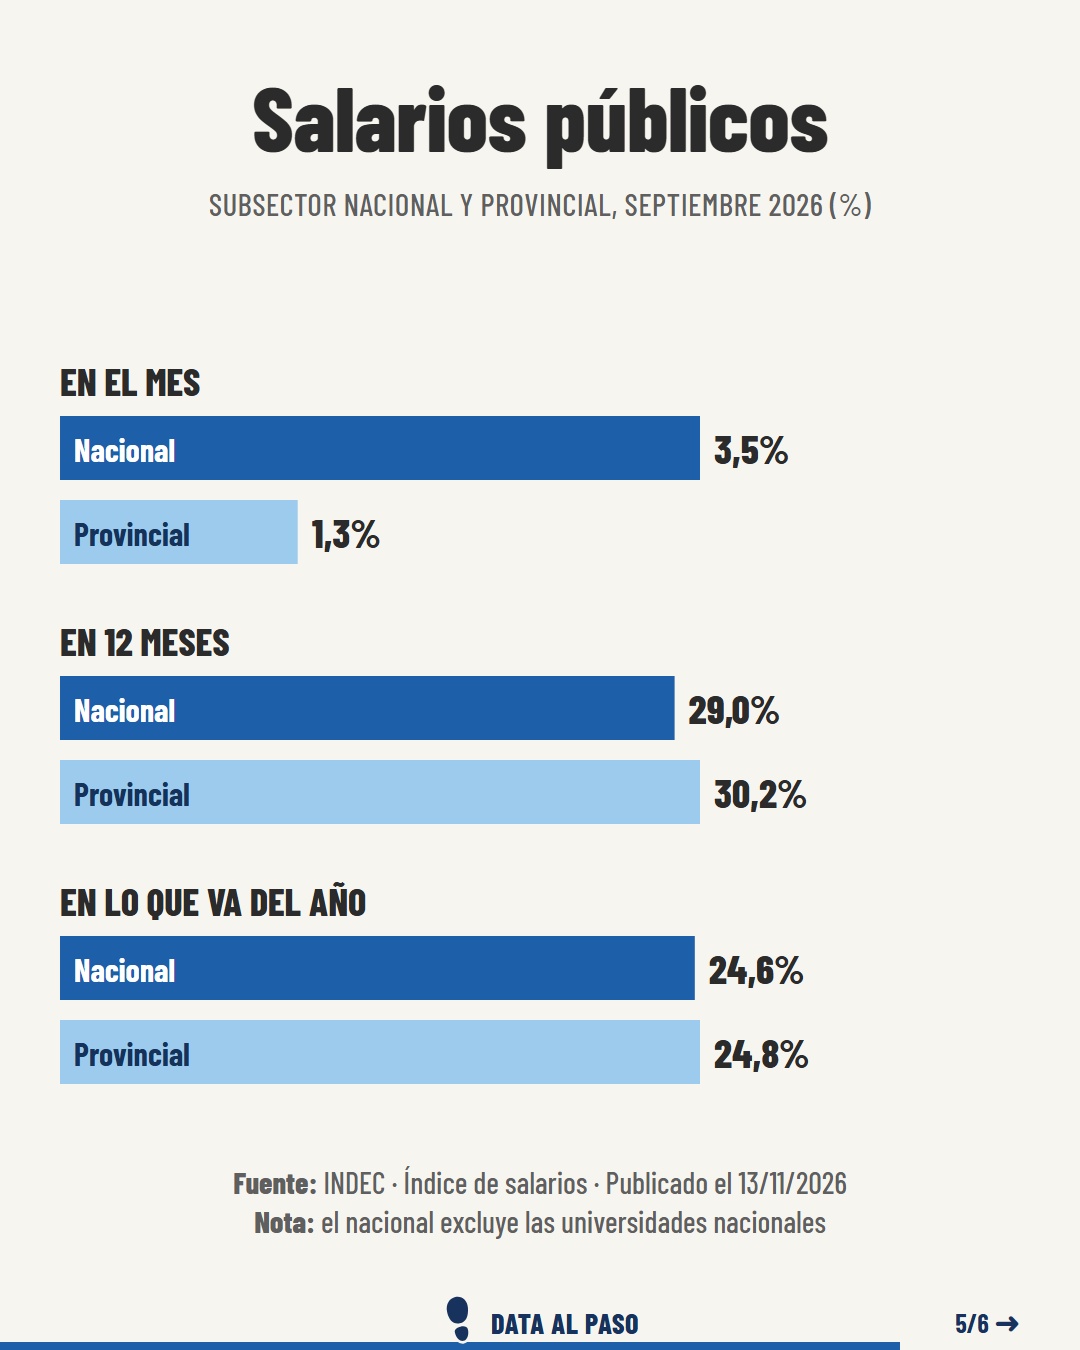 Salarios públicos
SUBSECTOR NACIONAL Y PROVINCIAL, SEPTIEMBRE 2026 (%)
EN EL MES
Nacional 3,5%
Provincial 1,3%
EN 12 MESES
Nacional 29,0%
Provincial 30,2%
EN LO QUE VA DEL AÑO
Nacional 24,6%
Provincial 24,8%
Fuente: INDEC · Índice de salarios · Publicado el 13/11/2026
Nota: el nacional excluye las universidades nacionales
DATA AL PASO 5/6 ➜